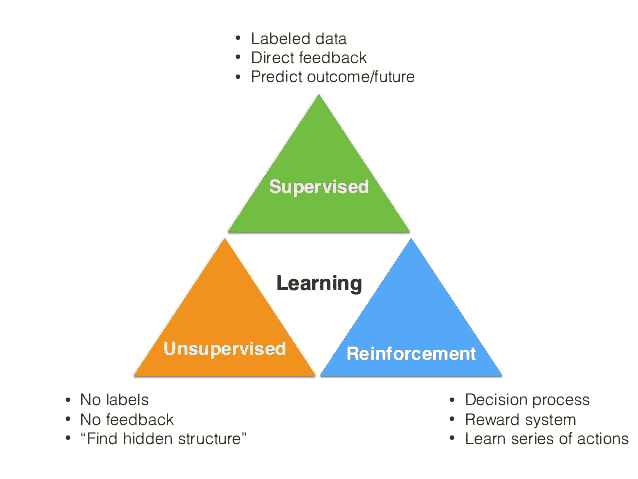 • Labeled data
• Direct feedback
• Predict outcome/future
Supervised
Learning
Unsupervised
Reinforcement
• No labels
• No feedback
• “Find hidden structure”
• Decision process
• Reward system
• Learn series of actions